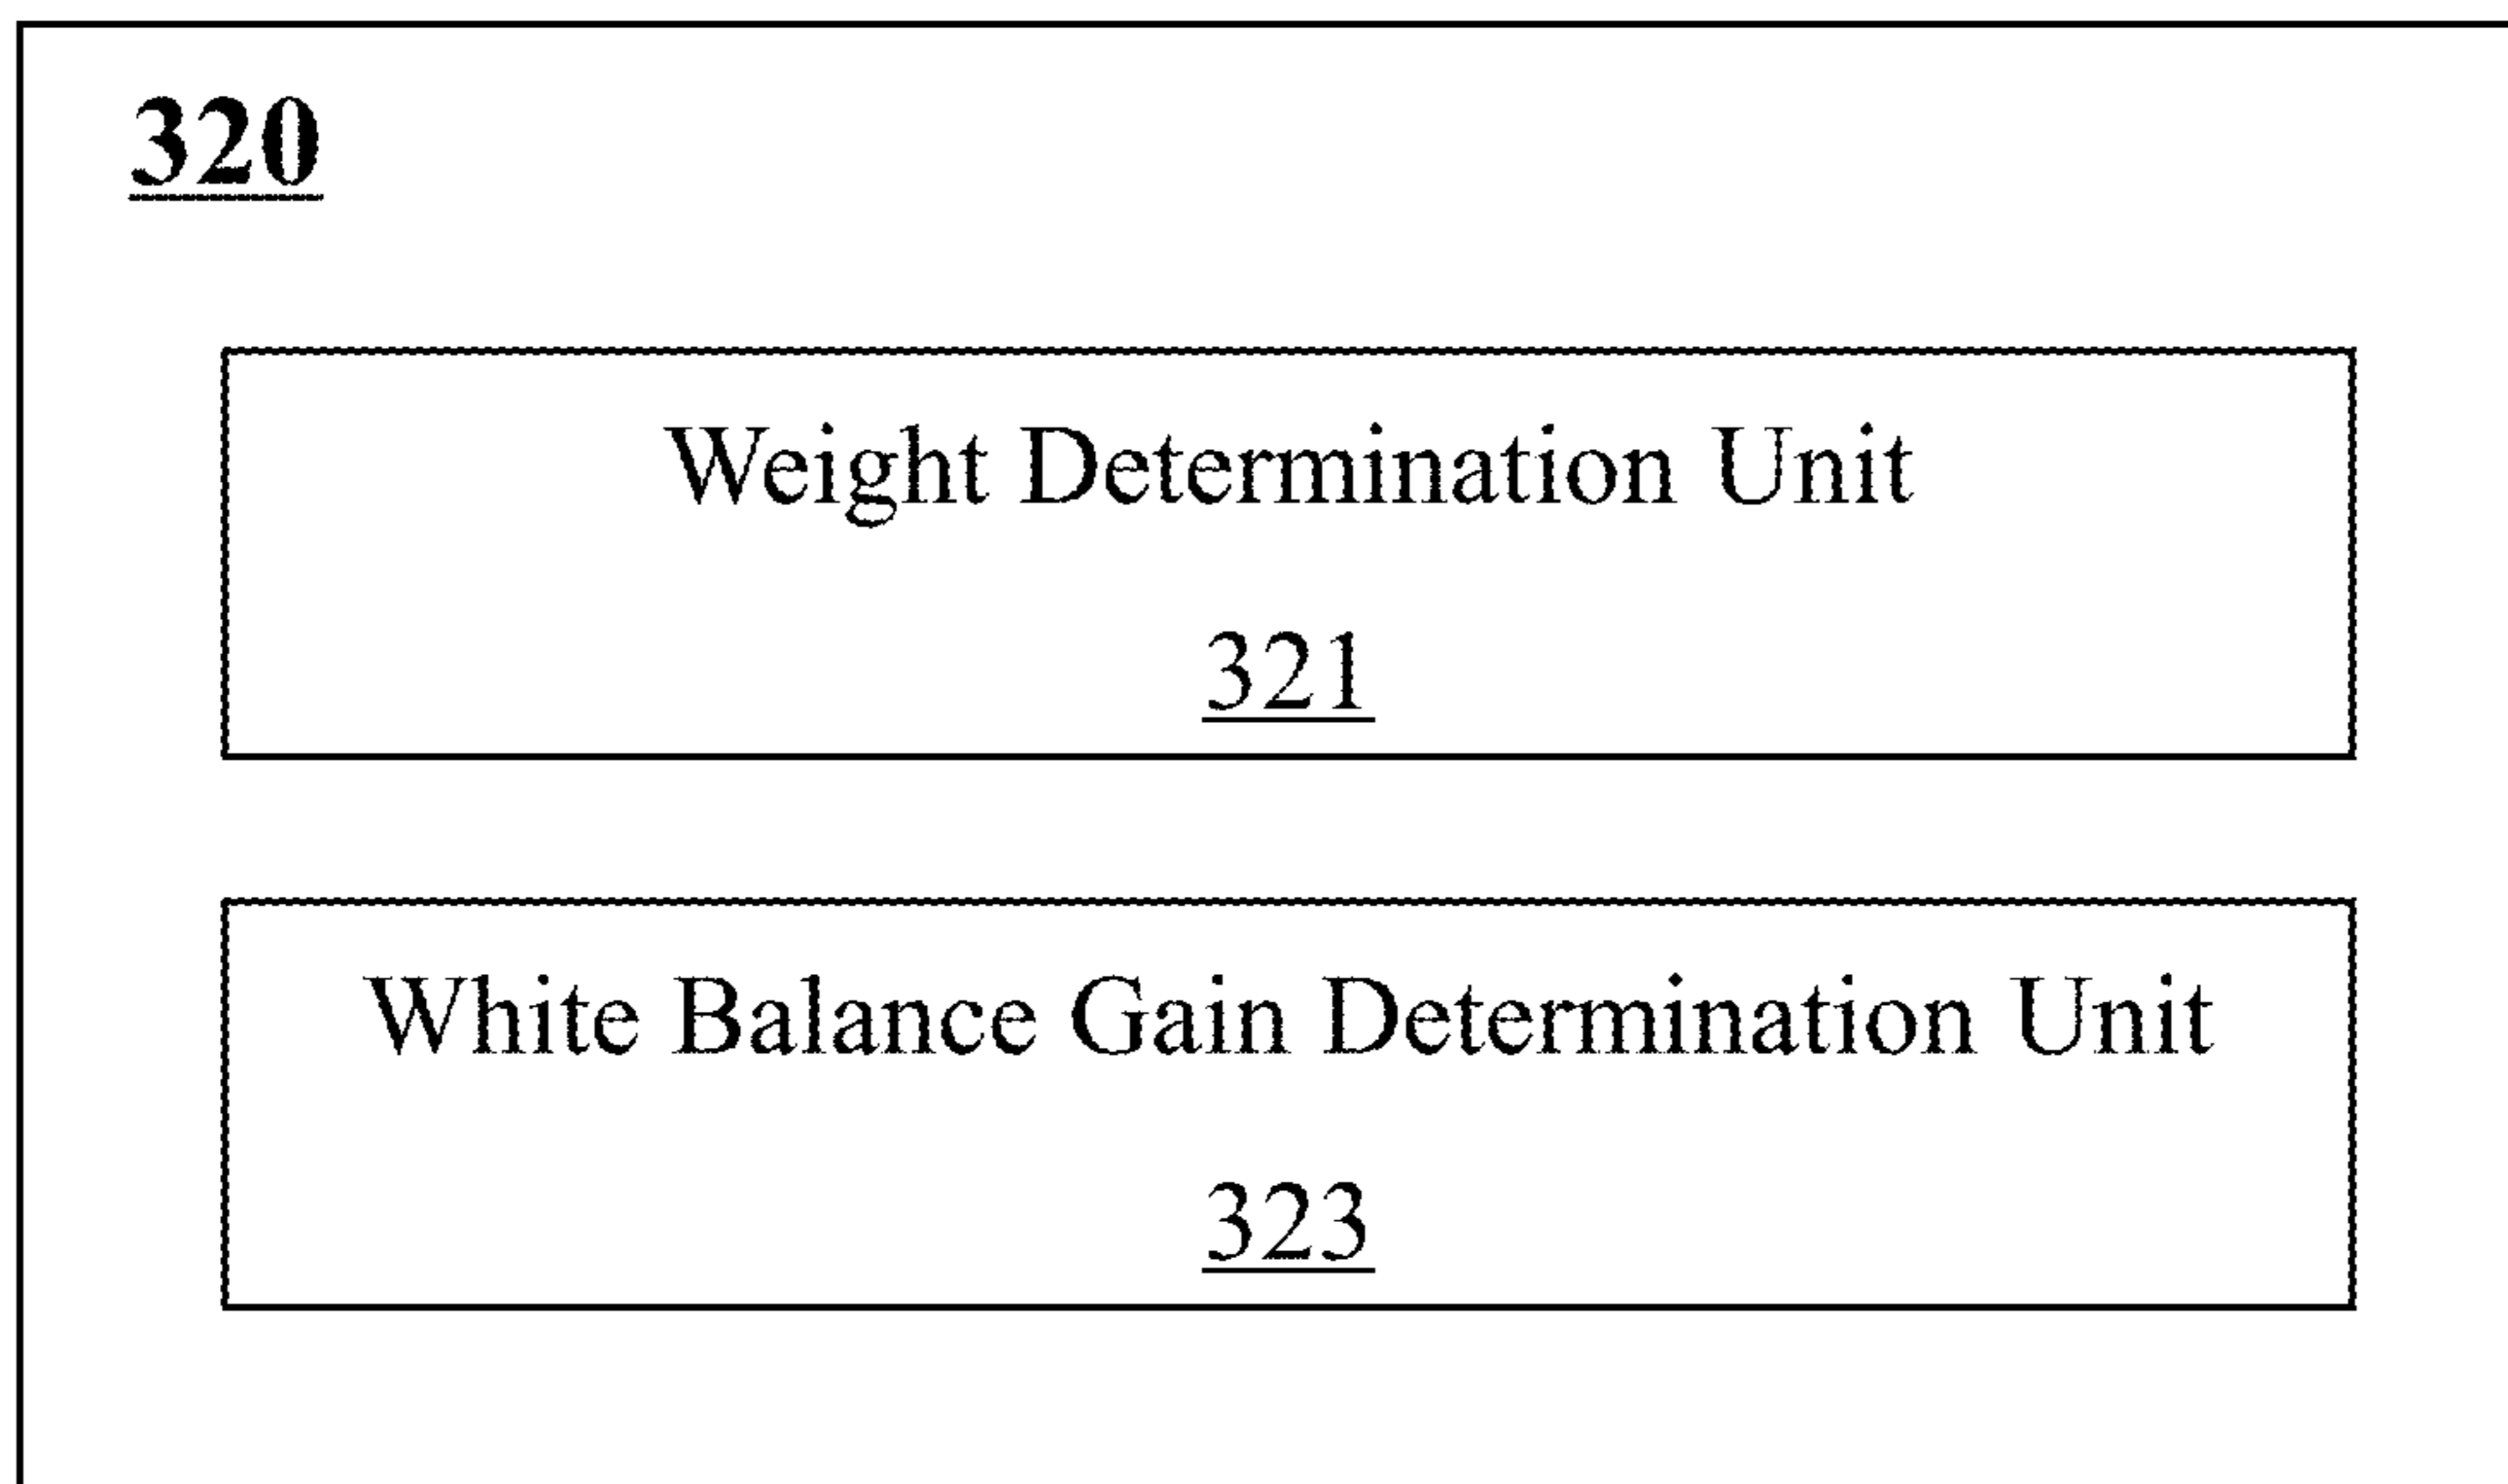 320
Weight Determination Unit
321
White Balance Gain Determination Unit
323